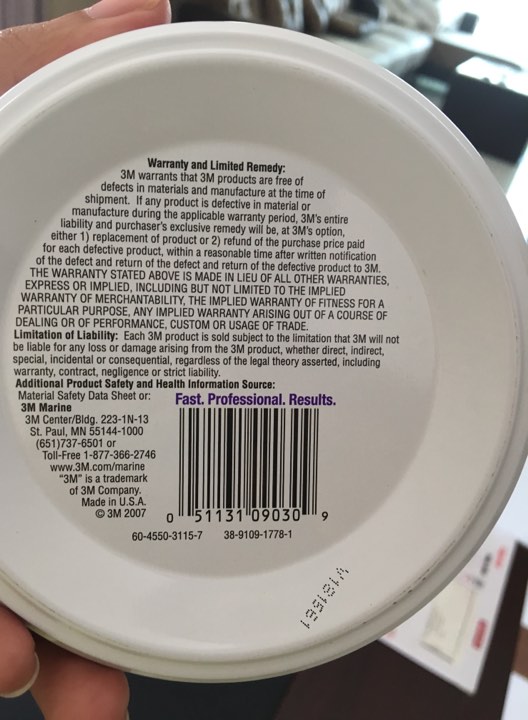 Warranty and Limited Remedy:
3M warrants that 3M products are free of
defects in materials and manufacture at the time of
shipment. If any product is defective in material or
manufacture during the applicable warranty period, 3M's entire
liability and purchaser's exclusive remedy will be, at 3M's option,
either 1) replacement of product or 2) refund of the purchase price paid
for each defective product, within a reasonable time after written notification
of the defect and return of the defect and return of the defective product to 3M.
THE WARRANTY STATED ABOVE IS MADE IN LIEU OF ALL OTHER WARRANTIES,
EXPRESS OR IMPLIED, INCLUDING BUT NOT LIMITED TO THE IMPLIED
WARRANTY OF MERCHANTABILITY, THE IMPLIED WARRANTY OF FITNESS FOR A
PARTICULAR PURPOSE, ANY IMPLIED WARRANTY ARISING OUT OF A COURSE OF
DEALING OR OF PERFORMANCE, CUSTOM OR USAGE OF TRADE.
Limitation of Liability: Each 3M product is sold subject to the limitation that 3M will not
be liable for any loss or damage arising from the 3M product, whether direct, indirect,
special, incidental or consequential, regardless of the legal theory asserted, including
warranty, contract, negligence or strict liability.
Additional Product Safety and Health Information Source:
Material Safety Data Sheet or:
3M Marine
3M Center/Bldg. 223-1N-13
St. Paul, MN 55144-1000
(651)737-6501 or
Toll-Free 1-877-366-2746
www.3M.com/marine
"3M" is a trademark
of 3M Company.
Made in U.S.A.
© 3M 2007
Fast. Professional. Results.
0 51131 09030 9
60-4550-3115-7 38-9109-1778-1